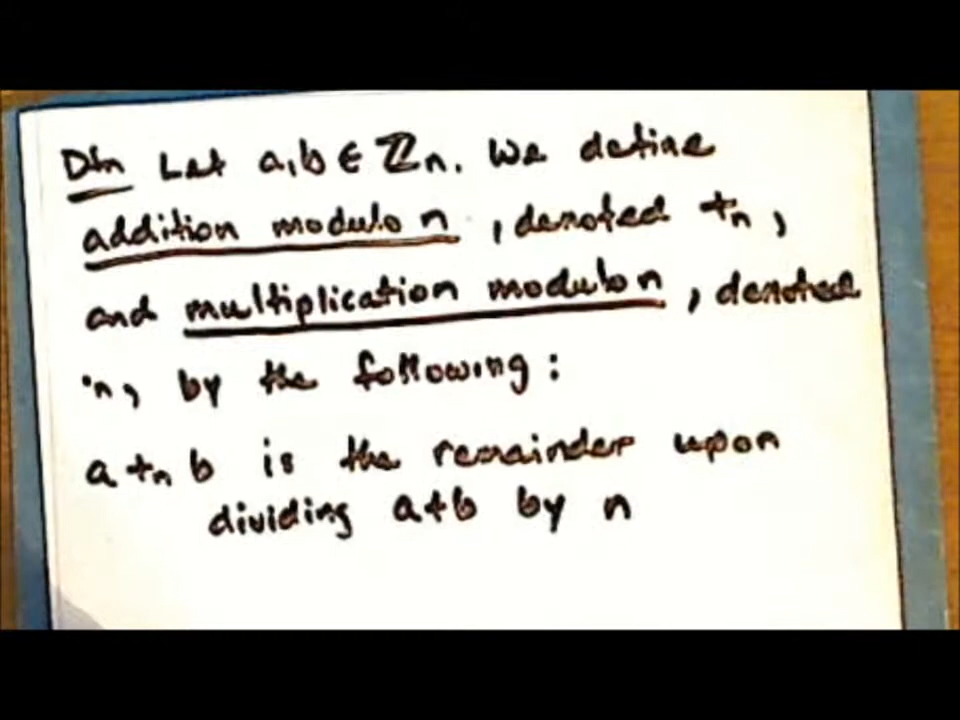 Dfn Let a,b ∈ ℤn. We define
addition modulo n, denoted +n,
and multiplication modulo n, denoted
·n, by the following:
a +n b is the remainder upon
dividing a+b by n